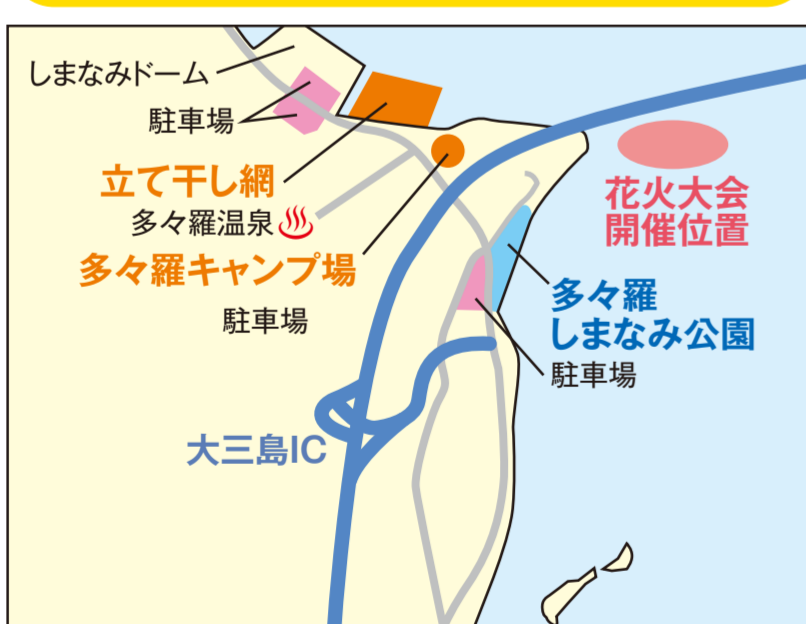 しまなみドーム
駐車場
立て干し網
多々羅温泉
多々羅キャンプ場
駐車場
花火大会
開催位置
多々羅
しまなみ公園
駐車場
大三島IC